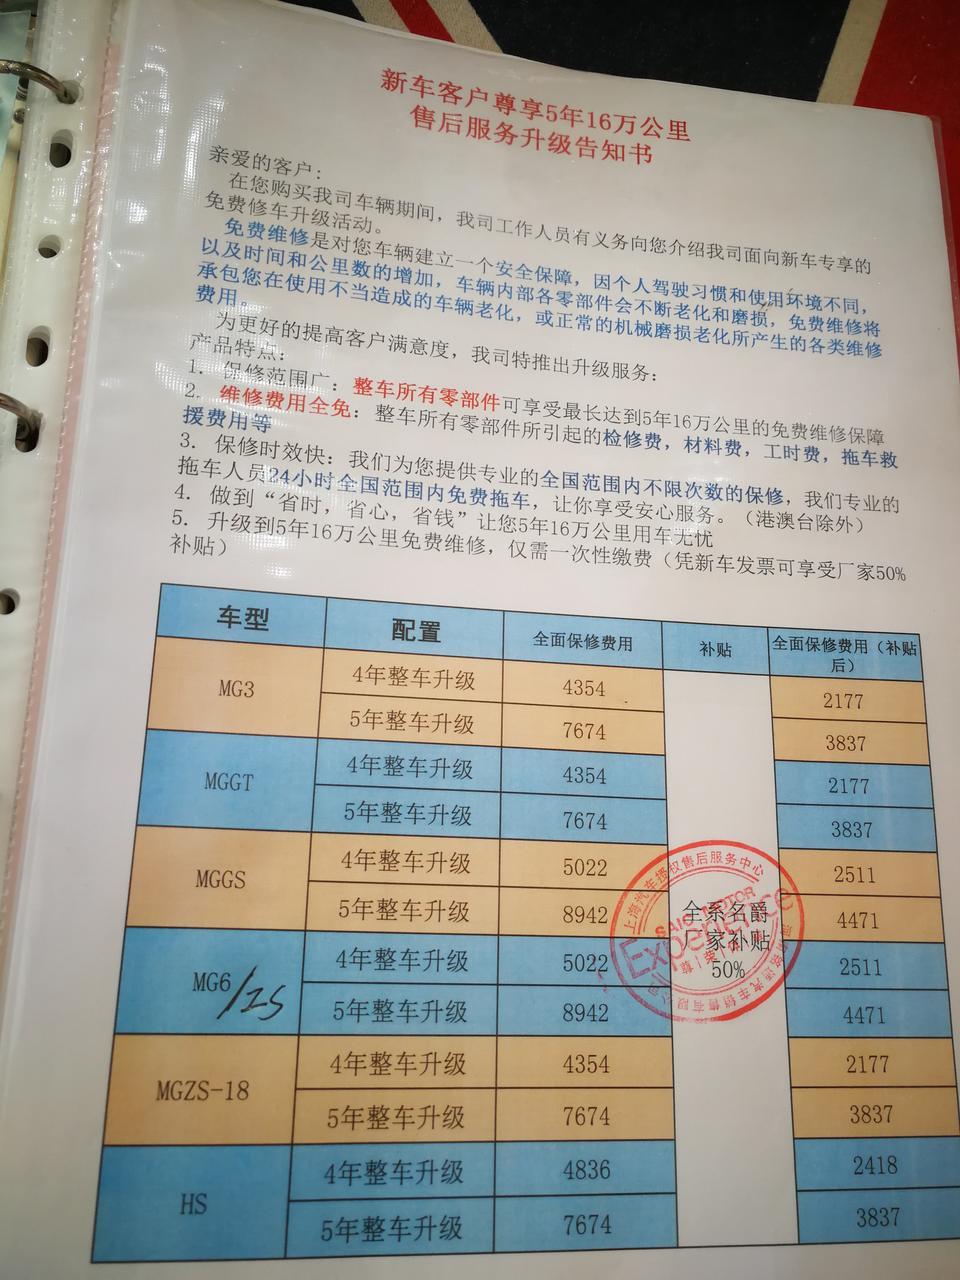 新车客户尊享5年16万公里
售后服务升级告知书
亲爱的客户：
在您购买我司车辆期间，我司工作人员有义务向您介绍我司面向新车专享的
免费修车升级活动。
免费维修是对您车辆建立一个安全保障，因个人驾驶习惯和使用环境不同，
以及时间和公里数的增加，车辆内部各零部件会不断老化和磨损，免费维修将
承包您在使用不当造成的车辆老化，或正常的机械磨损老化所产生的各类维修
费用。
为更好的提高客户满意度，我司特推出升级服务：
产品特点：
1. 保修范围广：整车所有零部件可享受最长达到5年16万公里的免费维修保障
2. 维修费用全免：整车所有零部件所引起的检修费，材料费，工时费，拖车救
援费用等
3. 保修时效快：我们为您提供专业的全国范围内不限次数的保修，我们专业的
拖车人员24小时全国范围内免费拖车，让你享受安心服务。（港澳台除外）
4. 做到“省时，省心，省钱”让您5年16万公里用车无忧
5. 升级到5年16万公里免费维修，仅需一次性缴费（凭新车发票可享受厂家50%
补贴）
车型 配置 全面保修费用 补贴 全面保修费用（补贴后）
MG3 4年整车升级 4354 2177
5年整车升级 7674 3837
MGGT 4年整车升级 4354 2177
5年整车升级 7674 3837
MGGS 4年整车升级 5022 2511
5年整车升级 8942 4471
全系名爵
厂家补贴
50%
MG6/ZS 4年整车升级 5022 2511
5年整车升级 8942 4471
MGZS-18 4年整车升级 4354 2177
5年整车升级 7674 3837
HS 4年整车升级 4836 2418
5年整车升级 7674 3837
上海汽车授权售后服务中心
SAIC MOTOR
Experience